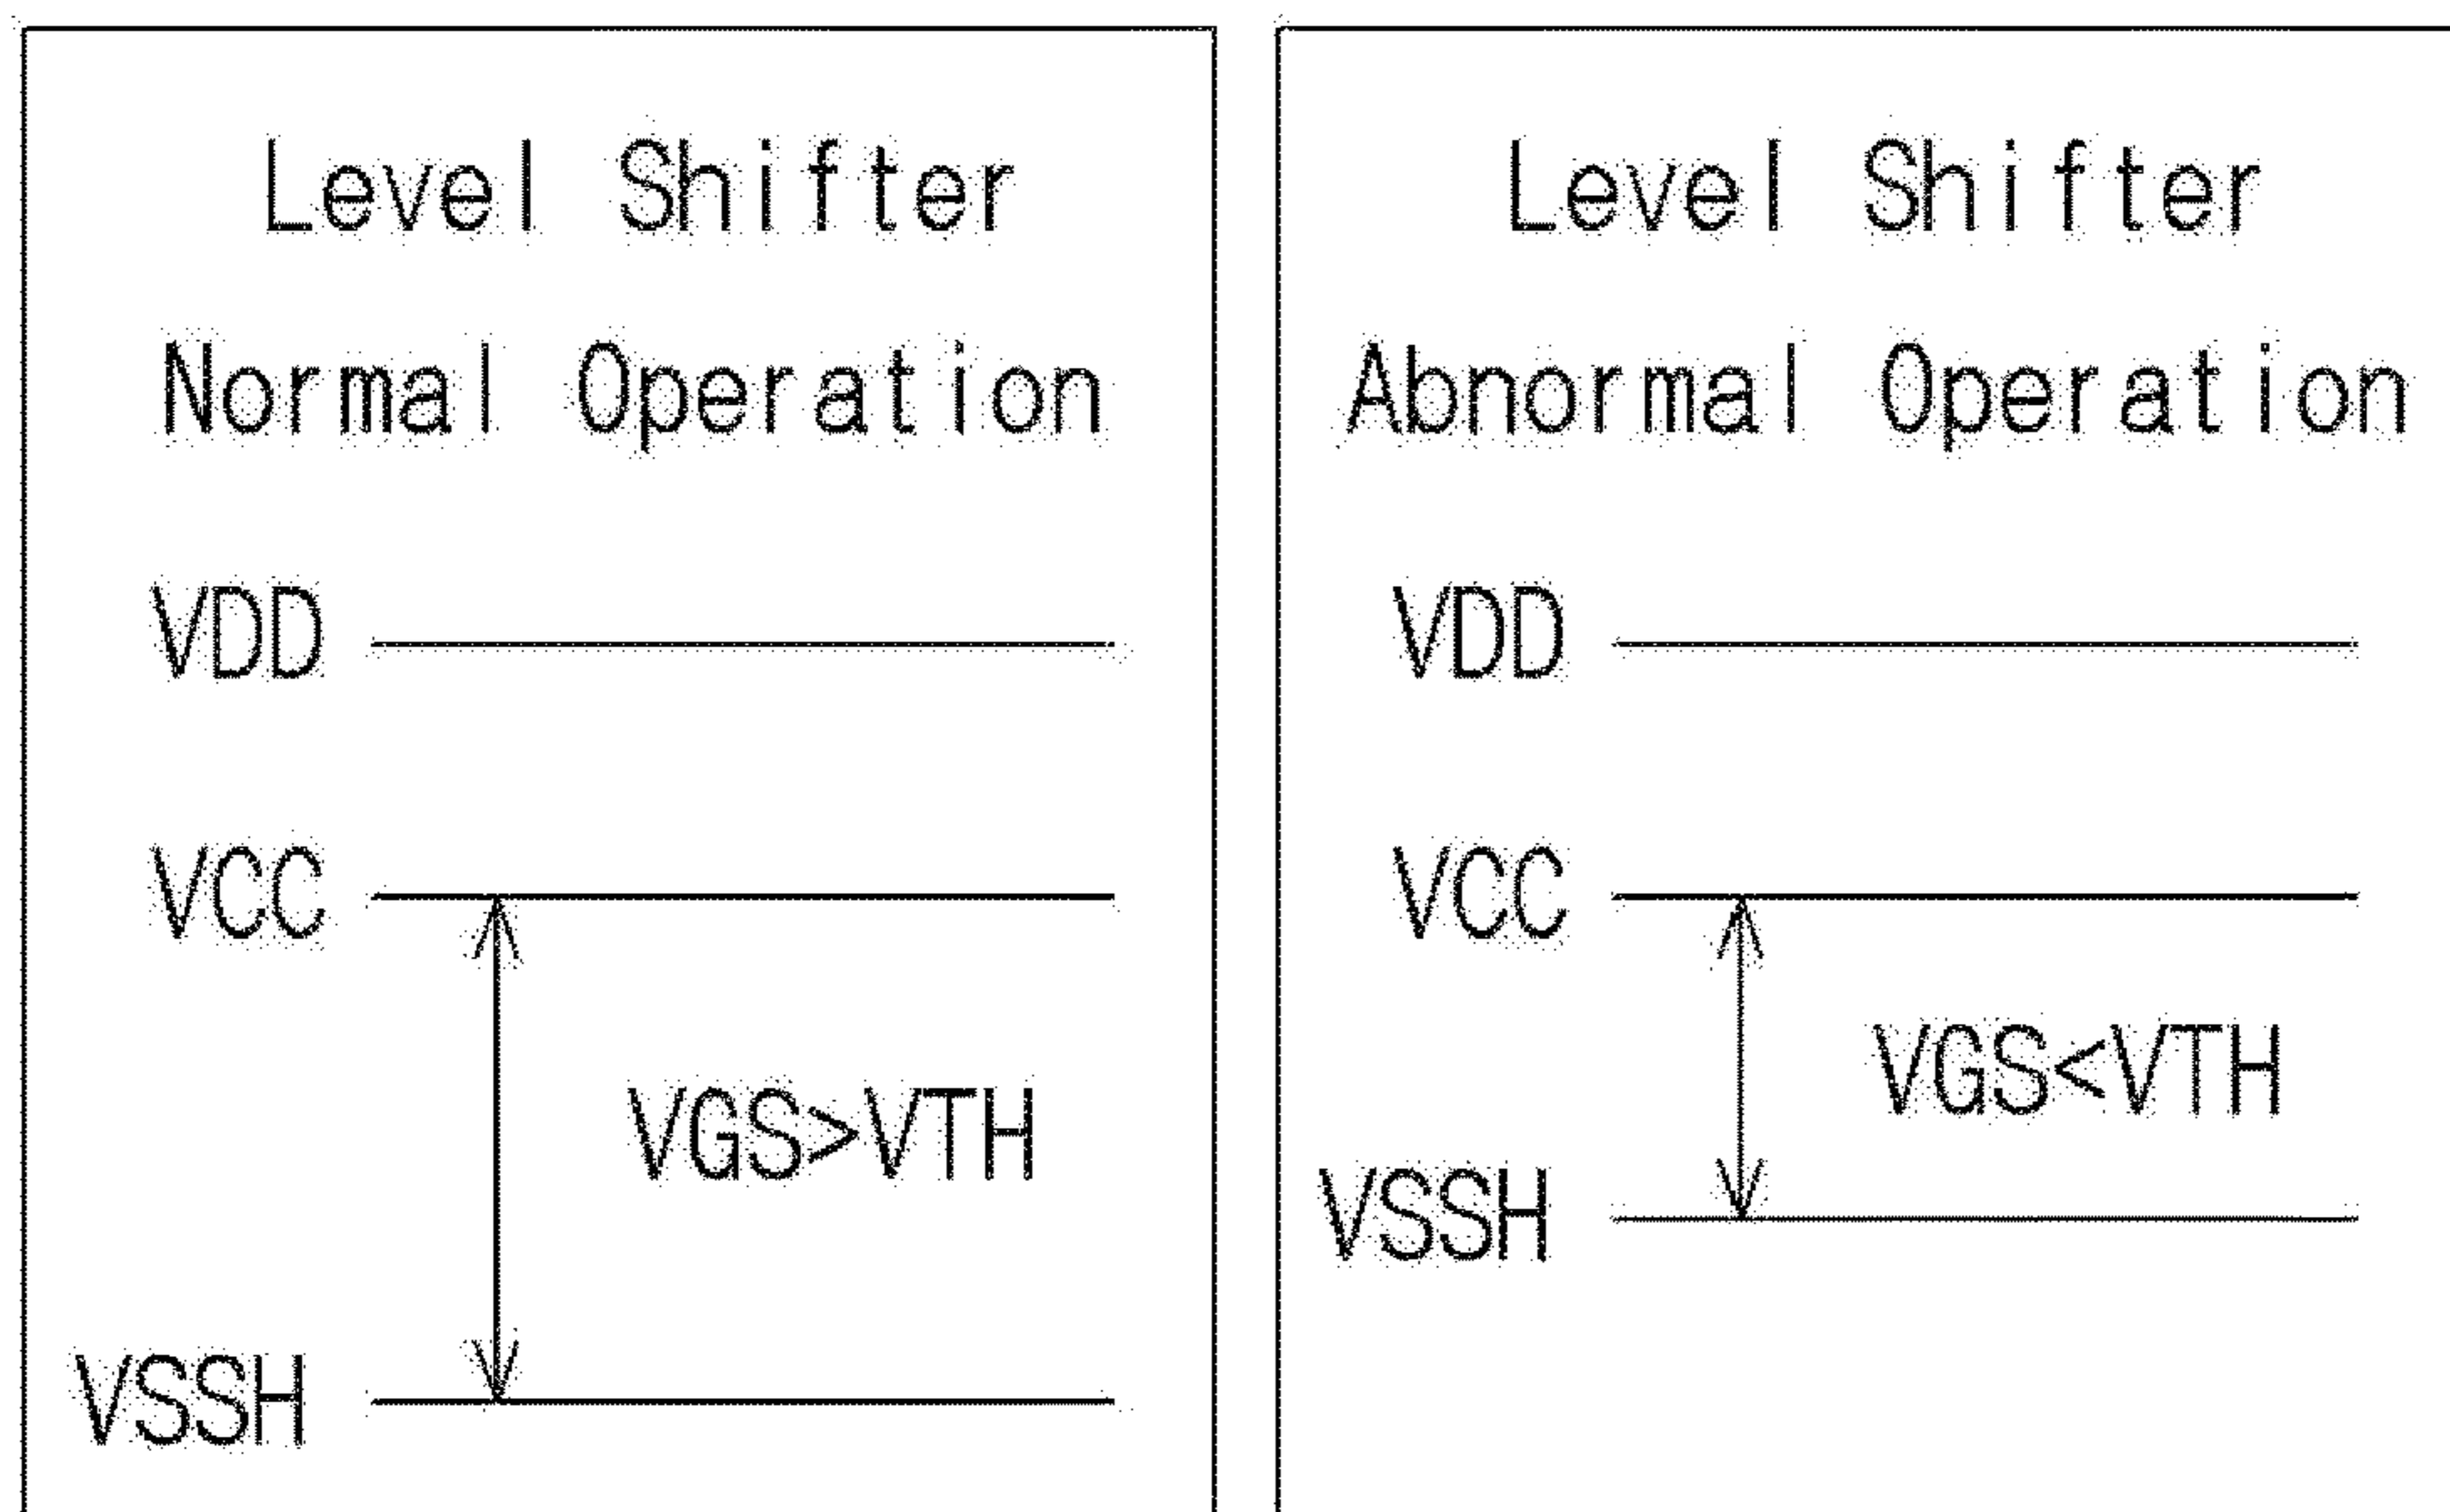 Level Shifter
Normal Operation
VDD
VCC
VGS>VTH
VSSH
Level Shifter
Abnormal Operation
VDD
VCC
VGS<VTH
VSSH